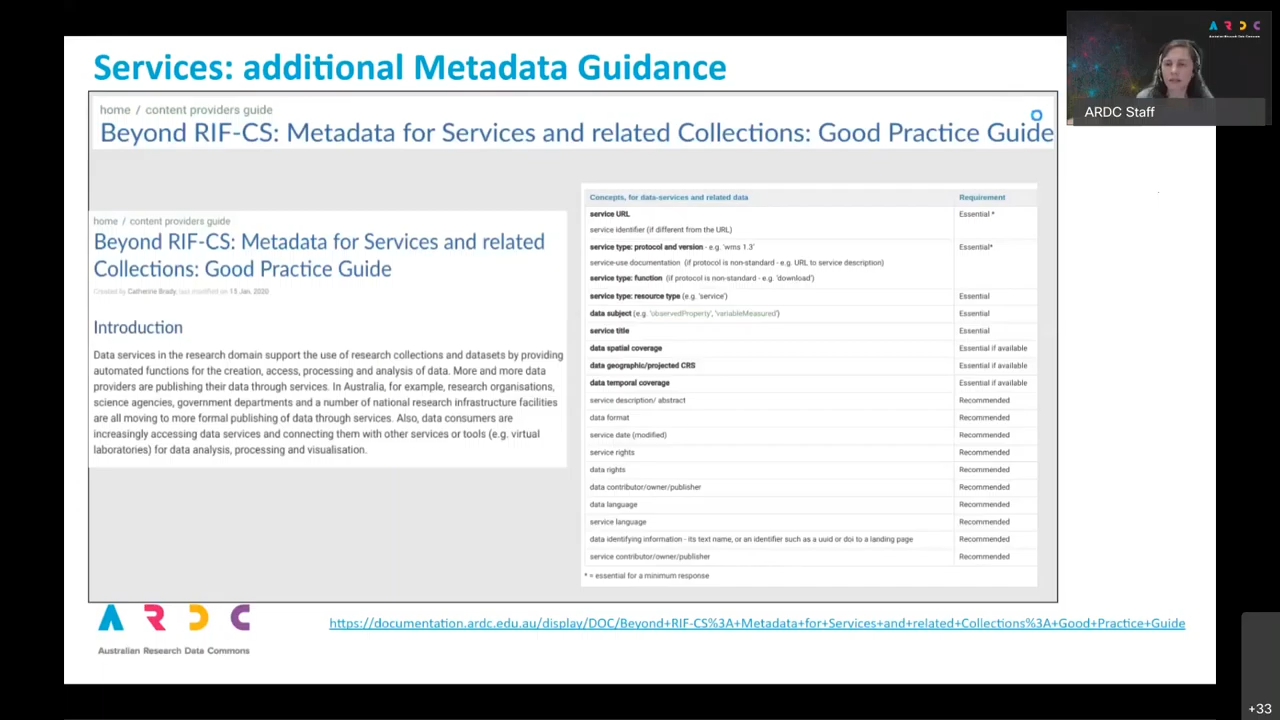 Services: additional Metadata Guidance
home / content providers guide
Beyond RIF-CS: Metadata for Services and related Collections: Good Practice Guide
home / content providers guide
Beyond RIF-CS: Metadata for Services and related
Collections: Good Practice Guide
Created by Catherine Brady, last modified on 15 Jan, 2020
Introduction
Data services in the research domain support the use of research collections and datasets by providing
automated functions for the creation, access, processing and analysis of data. More and more data
providers are publishing their data through services. In Australia, for example, research organisations,
science agencies, government departments and a number of national research infrastructure facilities
are all moving to more formal publishing of data through services. Also, data consumers are
increasingly accessing data services and connecting them with other services or tools (e.g. virtual
laboratories) for data analysis, processing and visualisation.
Concepts, for data-services and related data Requirement
service URL Essential *
service identifier (if different from the URL)
service type: protocol and version - e.g. 'wms 1.3' Essential*
service-use documentation (if protocol is non-standard - e.g. URL to service description)
service type: function (if protocol is non-standard - e.g. 'download')
service type: resource type (e.g. 'service') Essential
data subject (e.g. 'observedProperty', 'variableMeasured') Essential
service title Essential
data spatial coverage Essential if available
data geographic/projected CRS Essential if available
data temporal coverage Essential if available
service description/ abstract Recommended
data format Recommended
service date (modified) Recommended
service rights Recommended
data rights Recommended
data contributor/owner/publisher Recommended
data language Recommended
service language Recommended
data identifying information - its text name, or an identifier such as a uuid or doi to a landing page Recommended
service contributor/owner/publisher Recommended
* = essential for a minimum response
ARDC
Australian Research Data Commons
https://documentation.ardc.edu.au/display/DOC/Beyond+RIF-CS%3A+Metadata+for+Services+and+related+Collections%3A+Good+Practice+Guide
ARDC
ARDC Staff
+33